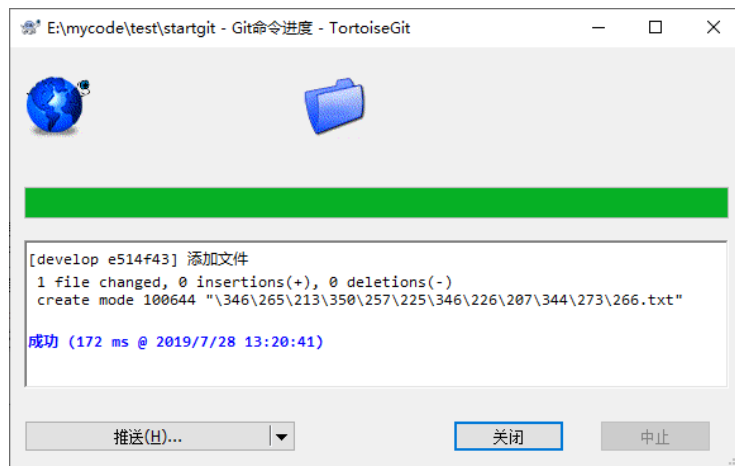 E:\mycode\test\startgit - Git命令进度 - TortoiseGit
[develop e514f43] 添加文件
1 file changed, 0 insertions(+), 0 deletions(-)
create mode 100644 "\346\265\213\350\257\225\346\226\207\344\273\266.txt"
成功 (172 ms @ 2019/7/28 13:20:41)
推送(H)...
关闭
中止